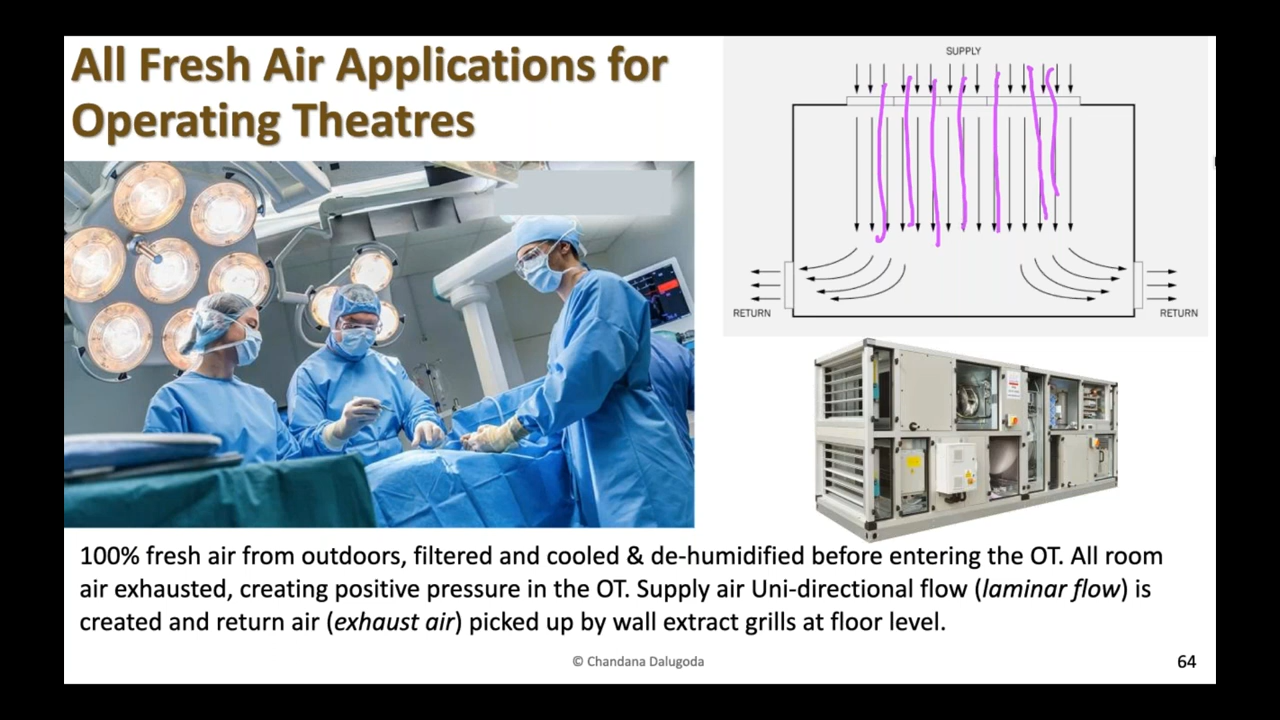 All Fresh Air Applications for
Operating Theatres
SUPPLY
RETURN
RETURN
100% fresh air from outdoors, filtered and cooled & de-humidified before entering the OT. All room
air exhausted, creating positive pressure in the OT. Supply air Uni-directional flow (laminar flow) is
created and return air (exhaust air) picked up by wall extract grills at floor level.
© Chandana Dalugoda
64